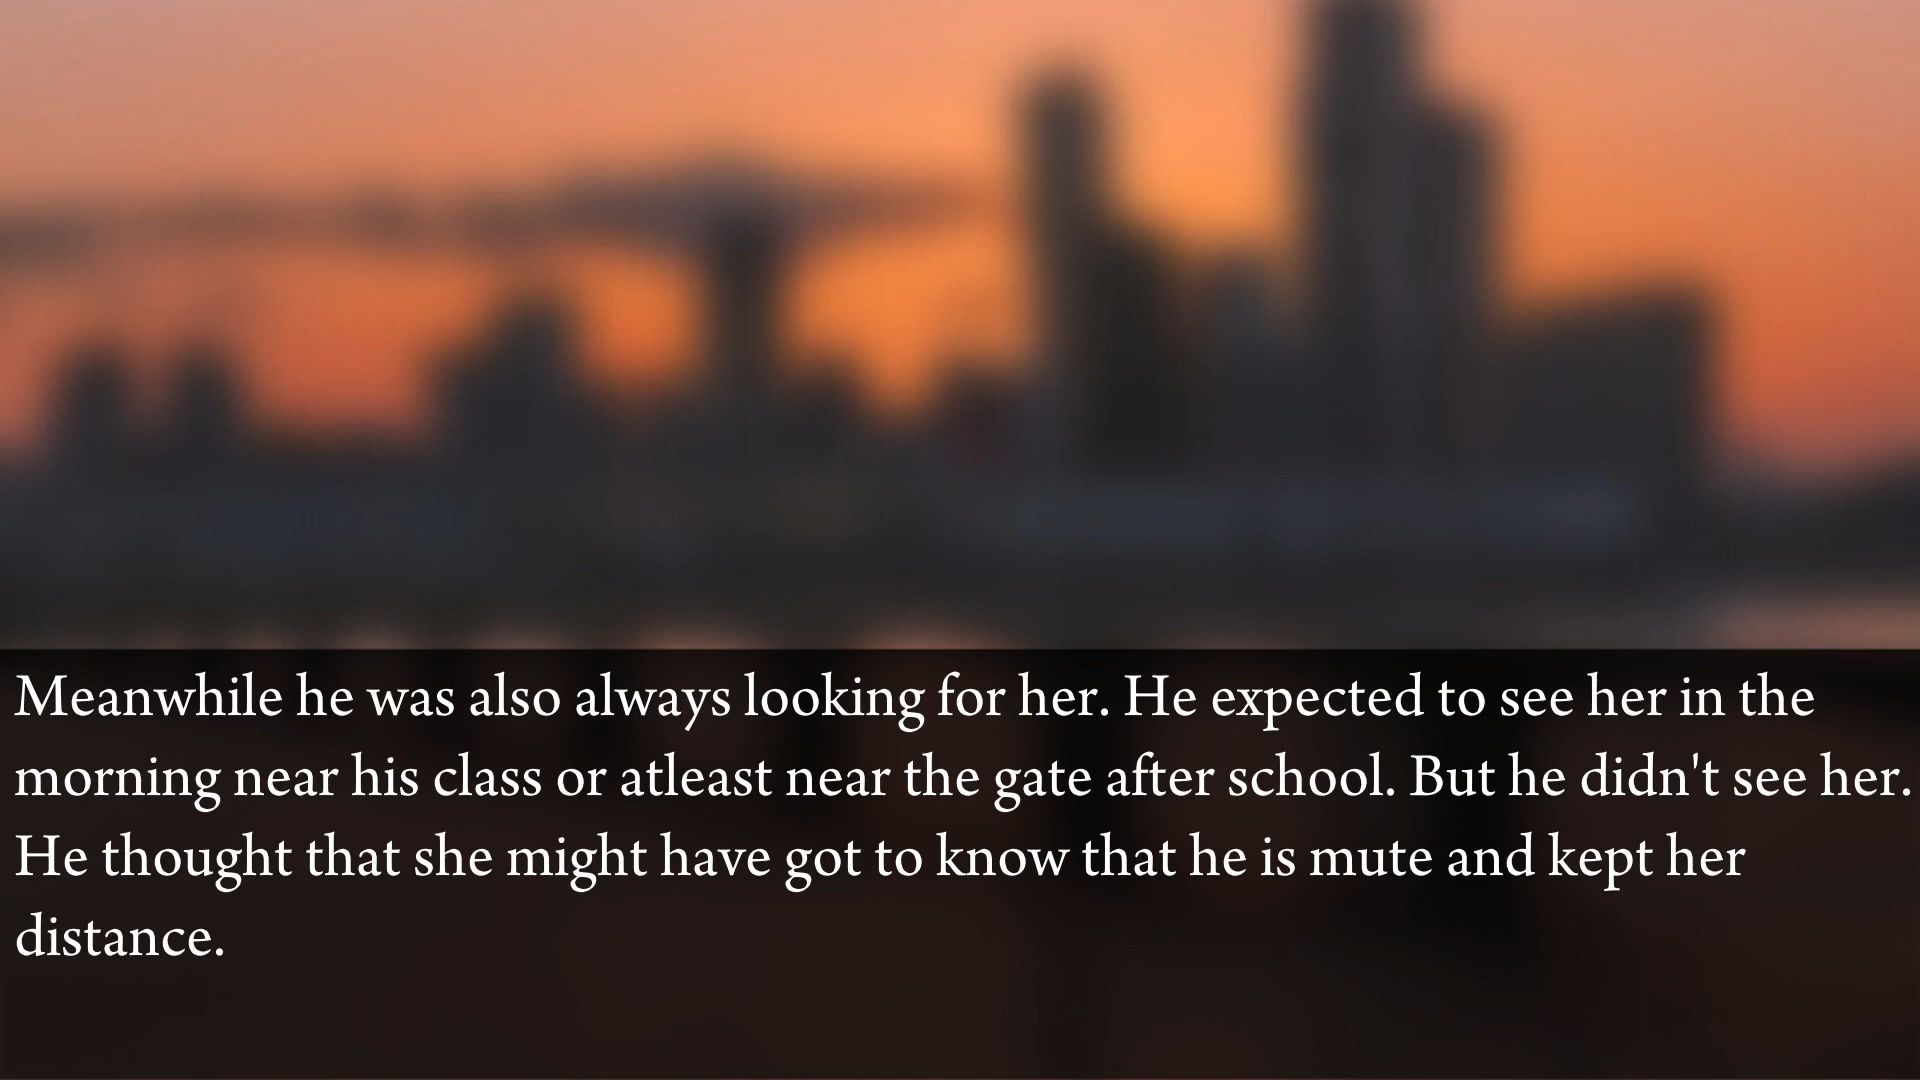 Meanwhile he was also always looking for her. He expected to see her in the
morning near his class or atleast near the gate after school. But he didn't see her.
He thought that she might have got to know that he is mute and kept her
distance.